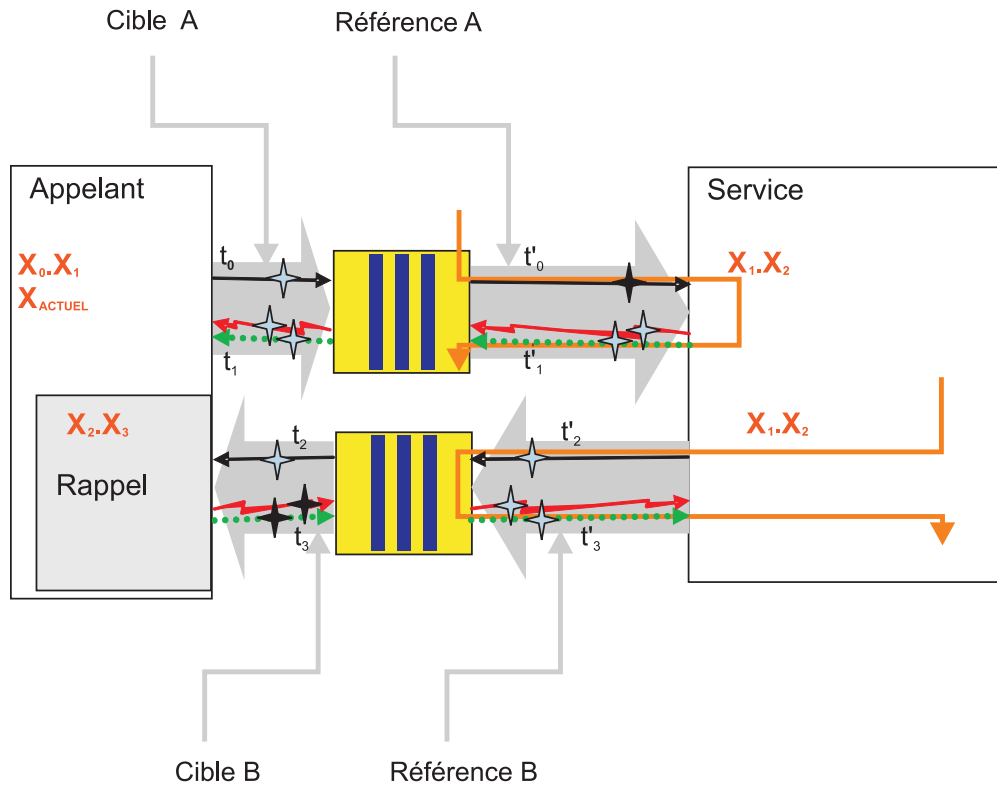 Cible A
Référence A
Appelant
Service
X₀.X₁
X ACTUEL
t₀
t'₀
X₁.X₂
t₁
t'₁
X₂.X₃
Rappel
t₂
t'₂
X₁.X₂
t₃
t'₃
Cible B
Référence B